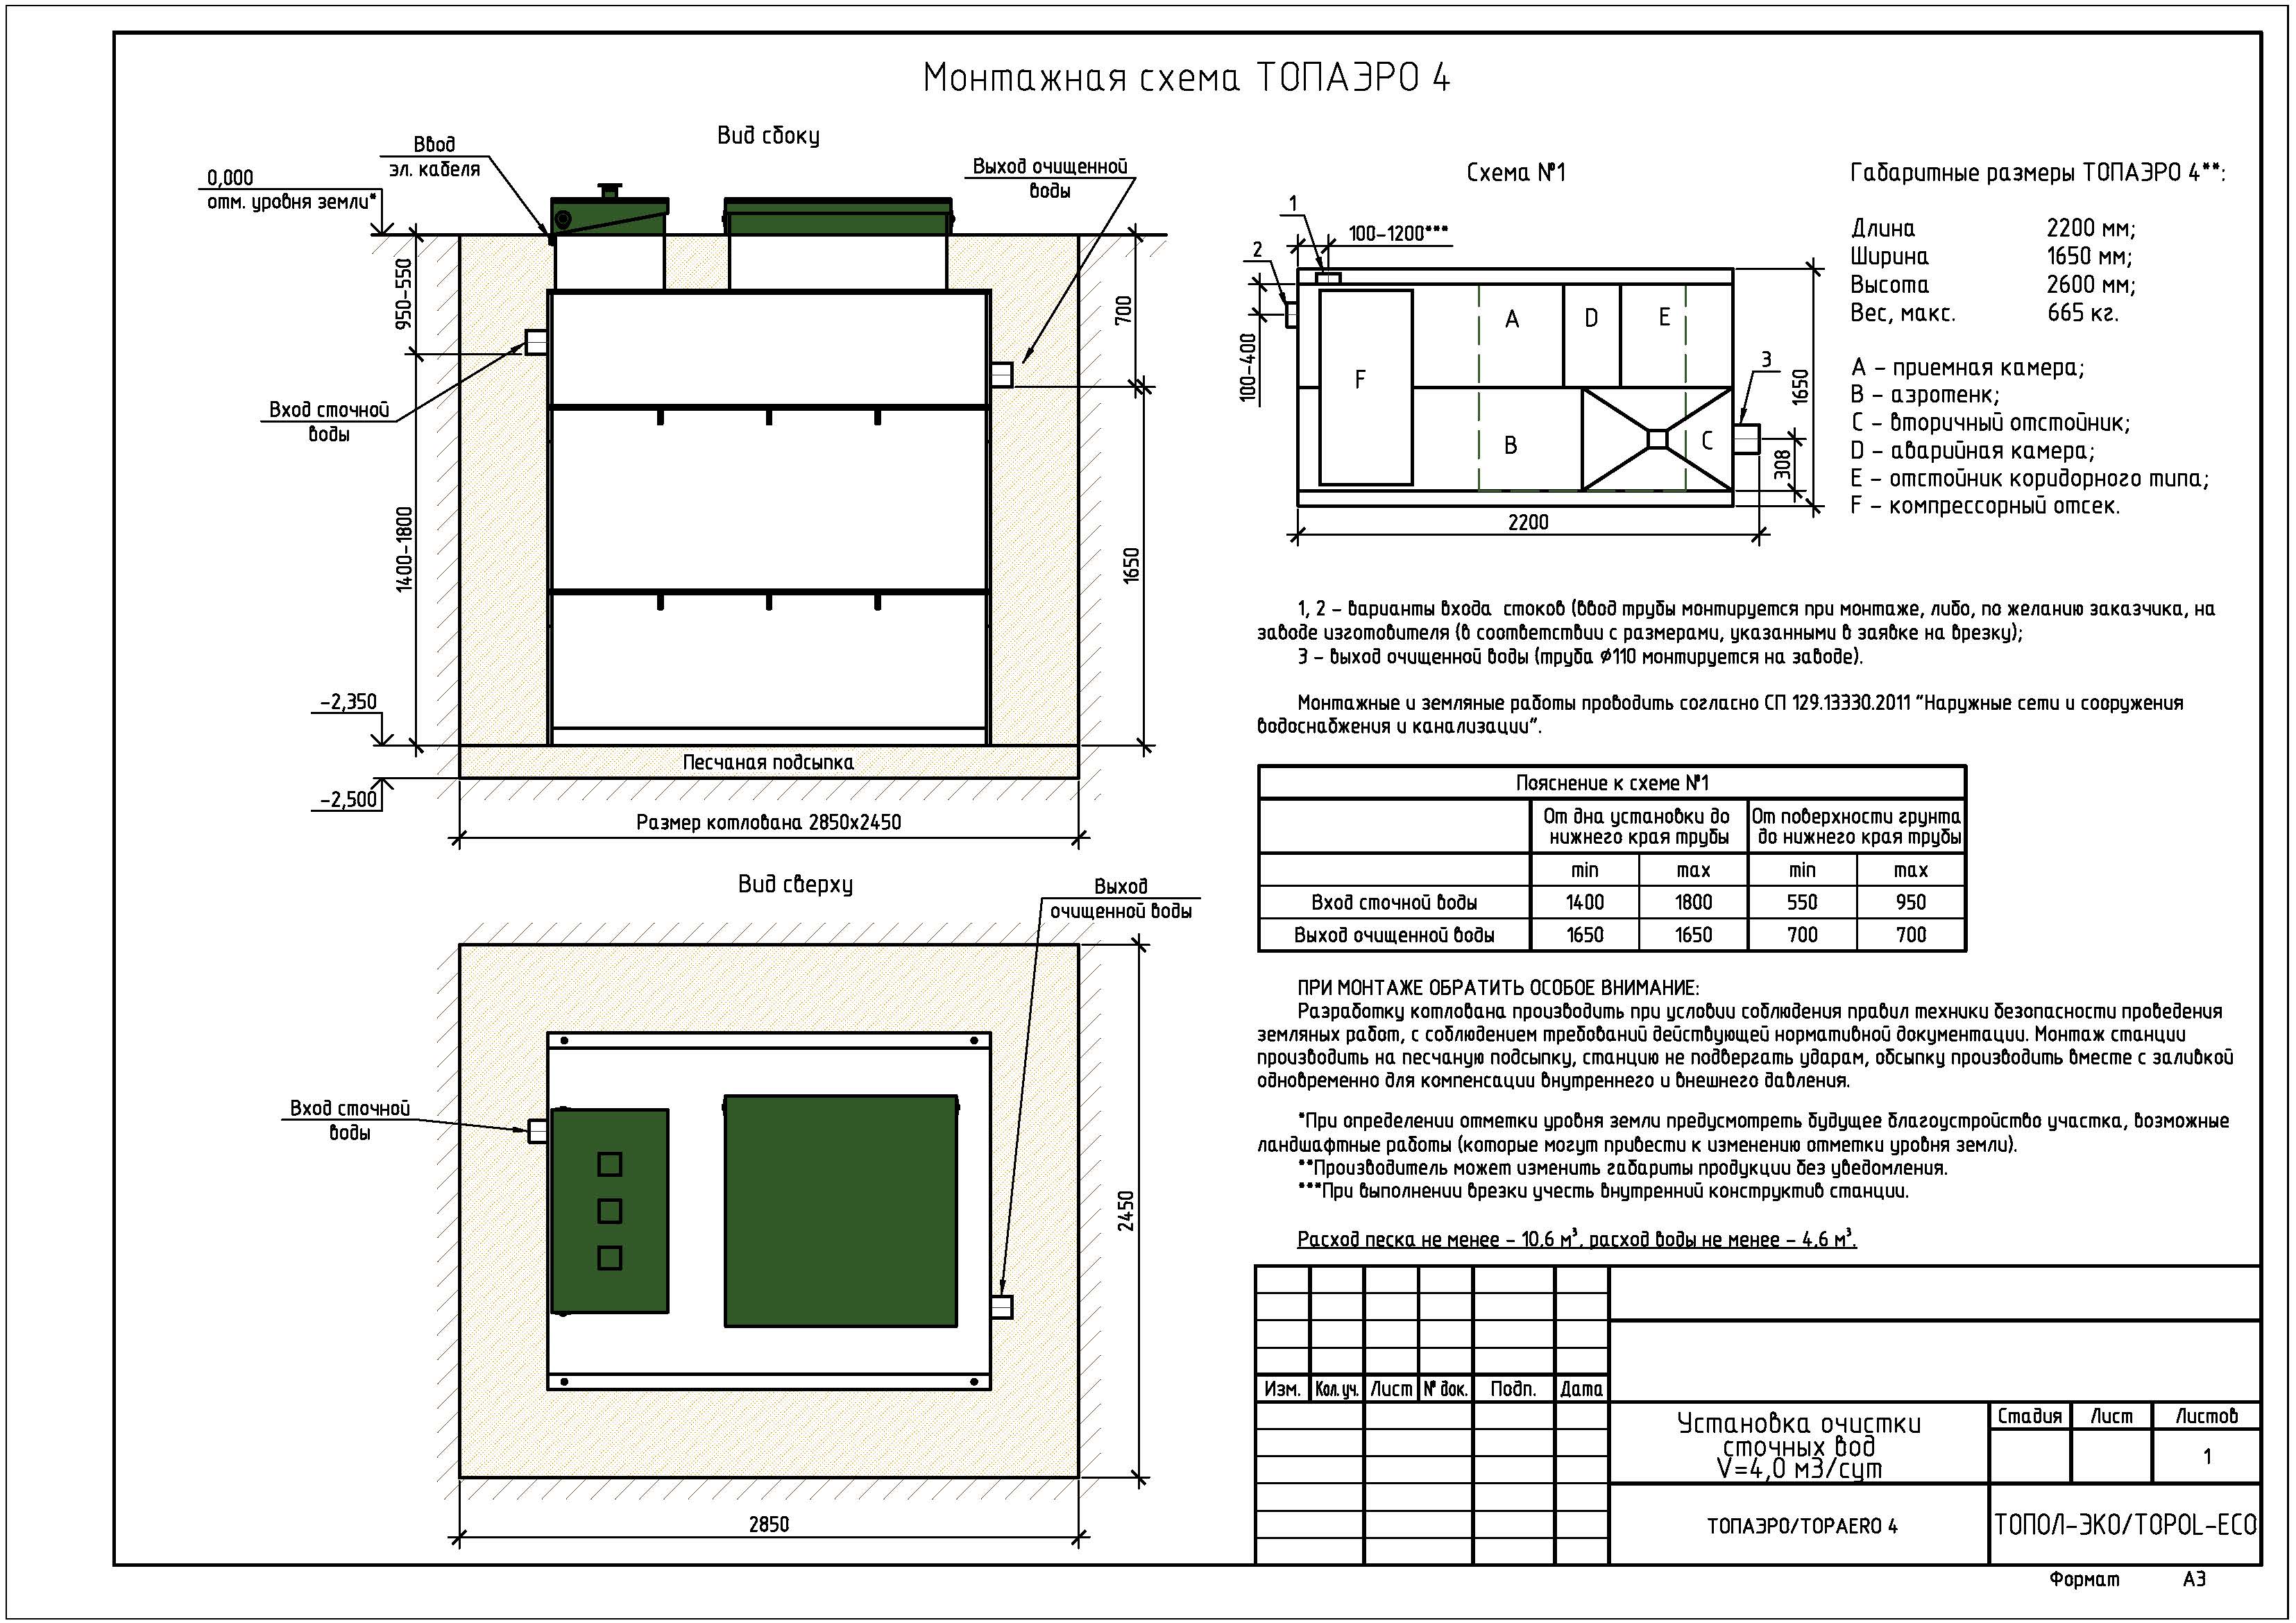 Монтажная схема ТОПАЭРО 4
Вид сбоку
Ввод
эл. кабеля
0,000
отм. уровня земли*
Выход очищенной
воды
950-550
700
Вход сточной
воды
1400-1800
1650
-2,350
Песчаная подсыпка
-2,500
Размер котлована 2850х2450
Вид сверху
Выход
очищенной воды
Вход сточной
воды
2450
2850
Схема №1
1
100-1200***
2
A
D
E
F
3
100-400
1650
B
C
308
2200
Габаритные размеры ТОПАЭРО 4**:
Длина 2200 мм;
Ширина 1650 мм;
Высота 2600 мм;
Вес, макс. 665 кг.
A - приемная камера;
B - аэротенк;
C - вторичный отстойник;
D - аварийная камера;
E - отстойник коридорного типа;
F - компрессорный отсек.
1, 2 - варианты входа стоков (ввод трубы монтируется при монтаже, либо, по желанию заказчика, на
заводе изготовителя (в соответствии с размерами, указанными в заявке на врезку);
3 - выход очищенной воды (труба ϕ110 монтируется на заводе).
Монтажные и земляные работы проводить согласно СП 129.13330.2011 "Наружные сети и сооружения
водоснабжения и канализации".
Пояснение к схеме №1
От дна установки до От поверхности грунта
нижнего края трубы до нижнего края трубы
min max min max
Вход сточной воды 1400 1800 550 950
Выход очищенной воды 1650 1650 700 700
ПРИ МОНТАЖЕ ОБРАТИТЬ ОСОБОЕ ВНИМАНИЕ:
Разработку котлована производить при условии соблюдения правил техники безопасности проведения
земляных работ, с соблюдением требований действующей нормативной документации. Монтаж станции
производить на песчаную подсыпку, станцию не подвергать ударам, обсыпку производить вместе с заливкой
одновременно для компенсации внутреннего и внешнего давления.
*При определении отметки уровня земли предусмотреть будущее благоустройство участка, возможные
ландшафтные работы (которые могут привести к изменению отметки уровня земли).
**Производитель может изменить габариты продукции без уведомления.
***При выполнении врезки учесть внутренний конструктив станции.
Расход песка не менее - 10,6 м³, расход воды не менее - 4,6 м³.
Изм. Кол.уч. Лист № док. Подп. Дата
Установка очистки
сточных вод
V=4,0 м3/сут
Стадия Лист Листов
1
ТОПАЭРО/TOPAERO 4
ТОПОЛ-ЭКО/TOPOL-ECO
Формат А3